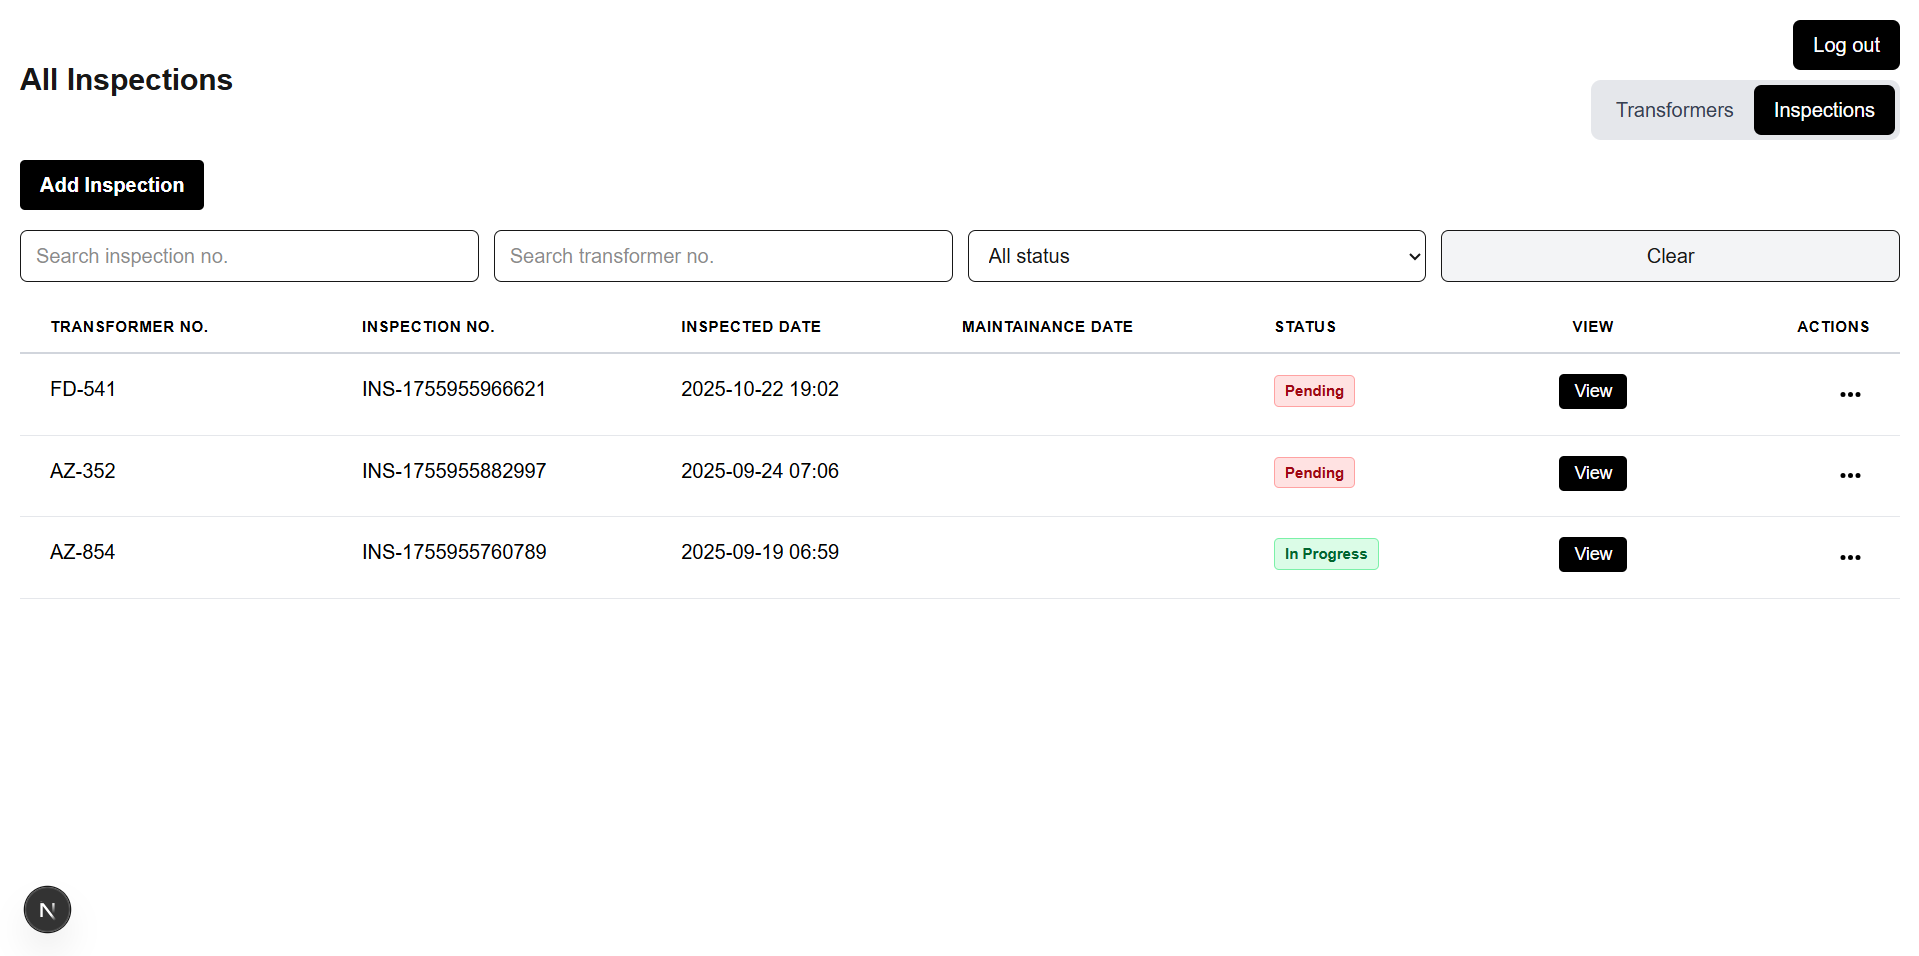 Log out
All Inspections
Transformers Inspections
Add Inspection
Search inspection no. Search transformer no. All status Clear
TRANSFORMER NO. INSPECTION NO. INSPECTED DATE MAINTAINANCE DATE STATUS VIEW ACTIONS
FD-541 INS-1755955966621 2025-10-22 19:02 Pending View ...
AZ-352 INS-1755955882997 2025-09-24 07:06 Pending View ...
AZ-854 INS-1755955760789 2025-09-19 06:59 In Progress View ...
N